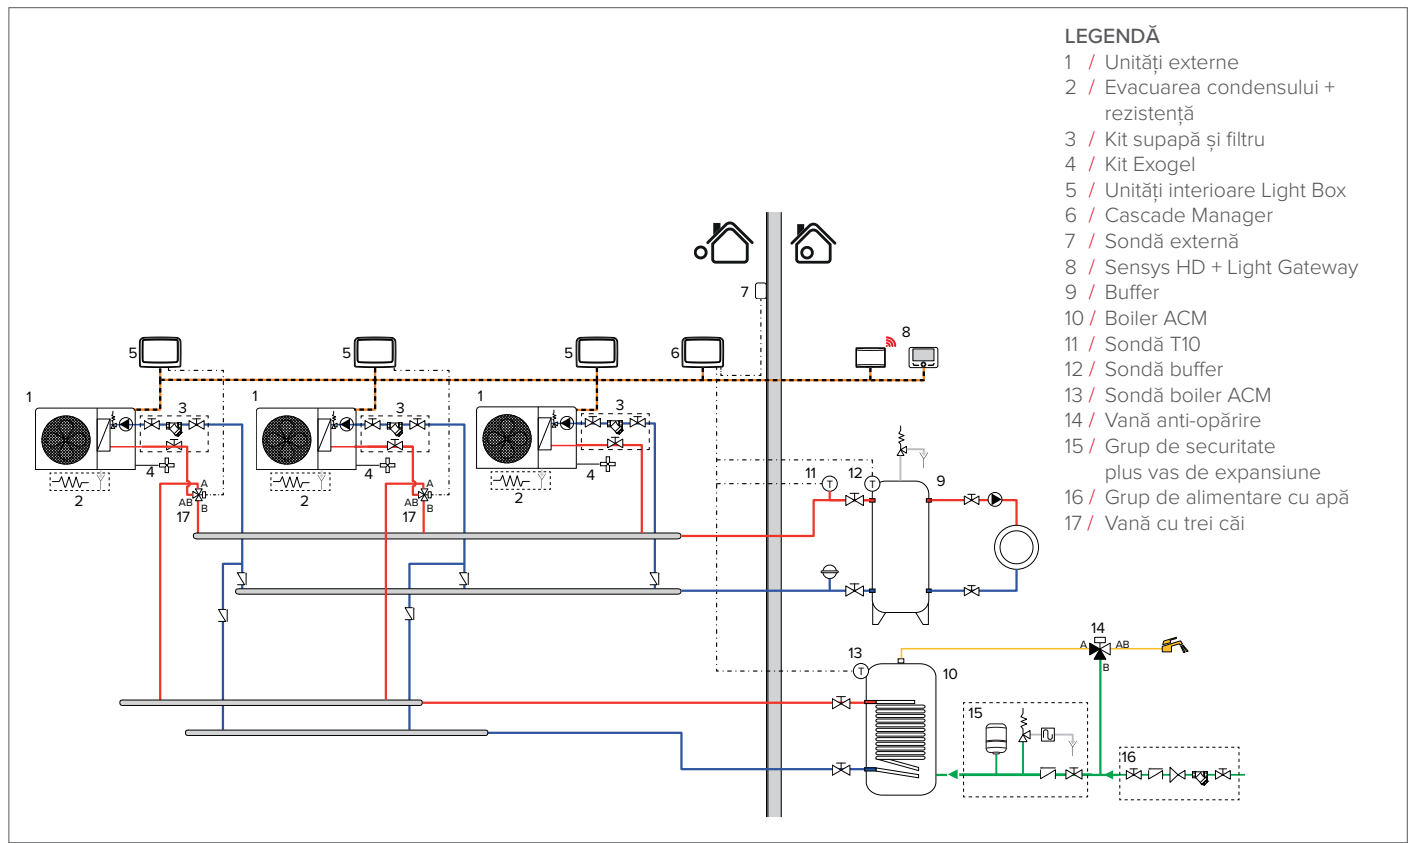 LEGENDĂ
1 / Unități externe
2 / Evacuarea condensului +
rezistență
3 / Kit supapă și filtru
4 / Kit Exogel
5 / Unități interioare Light Box
6 / Cascade Manager
7 / Sondă externă
8 / Sensys HD + Light Gateway
9 / Buffer
10 / Boiler ACM
11 / Sondă T10
12 / Sondă buffer
13 / Sondă boiler ACM
14 / Vană anti-opărire
15 / Grup de securitate
plus vas de expansiune
16 / Grup de alimentare cu apă
17 / Vană cu trei căi
7
5 5 5 6 8
1 3 1 3 1 3
4 4 4
2 2 2
A A
AB AB
B B
17 17
11 T 12 T 9
14
A AB
B
13 T 10
15
16